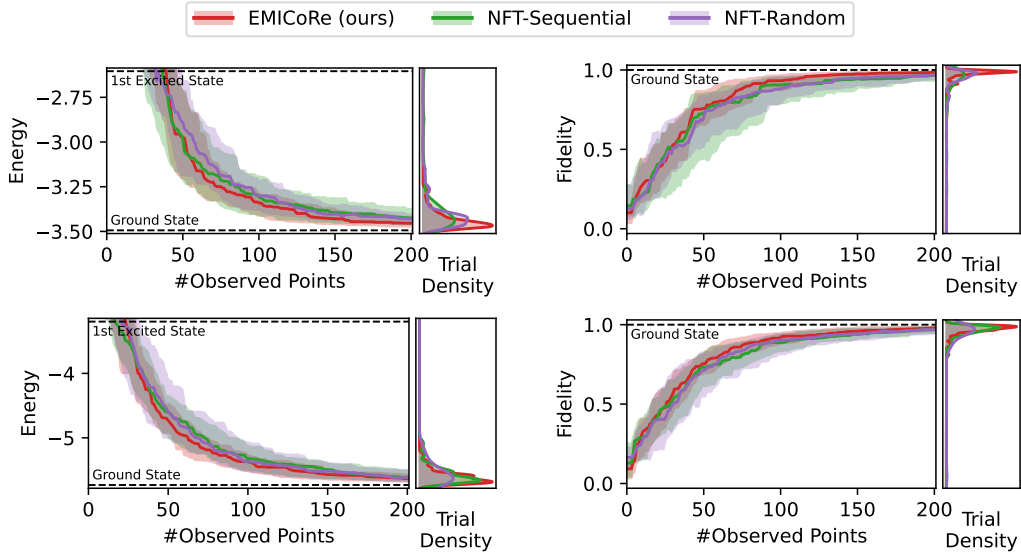 EMICoRe (ours) NFT-Sequential NFT-Random
1st Excited State
Ground State
−2.75
−3.00
−3.25
−3.50
Energy
0 50 100 150 200
#Observed Points
Trial
Density
Ground State
1.0
0.5
0.0
Fidelity
0 50 100 150 200
#Observed Points
Trial
Density
1st Excited State
Ground State
−4
−5
Energy
0 50 100 150 200
#Observed Points
Trial
Density
Ground State
1.0
0.5
0.0
Fidelity
0 50 100 150 200
#Observed Points
Trial
Density